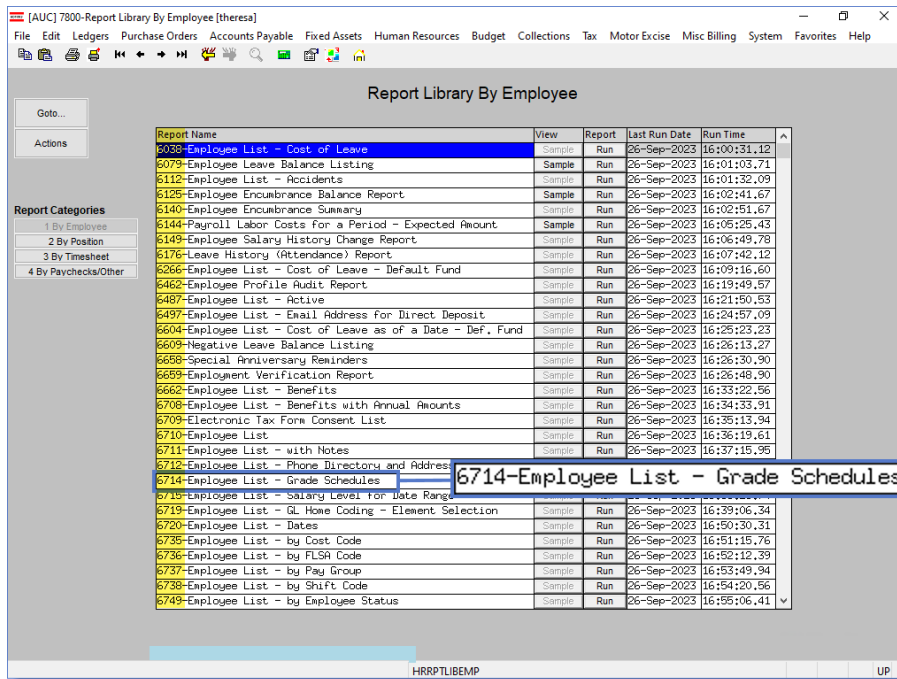 [AUC] 7800-Report Library By Employee [theresa]
File Edit Ledgers Purchase Orders Accounts Payable Fixed Assets Human Resources Budget Collections Tax Motor Excise Misc Billing System Favorites Help
Report Library By Employee
Goto...
Actions
Report Categories
1 By Employee
2 By Position
3 By Timesheet
4 By Paychecks/Other
Report Name View Report Last Run Date Run Time
6038-Employee List - Cost of Leave Sample Run 26-Sep-2023 16:00:31.12
6079-Employee Leave Balance Listing Sample Run 26-Sep-2023 16:01:03.71
6112-Employee List - Accidents Sample Run 26-Sep-2023 16:01:32.09
6125-Employee Encumbrance Balance Report Sample Run 26-Sep-2023 16:02:41.67
6140-Employee Encumbrance Summary Sample Run 26-Sep-2023 16:02:51.67
6144-Payroll Labor Costs for a Period - Expected Amount Sample Run 26-Sep-2023 16:05:25.43
6149-Employee Salary History Change Report Sample Run 26-Sep-2023 16:06:49.78
6176-Leave History (Attendance) Report Sample Run 26-Sep-2023 16:07:42.12
6266-Employee List - Cost of Leave - Default Fund Sample Run 26-Sep-2023 16:09:16.60
6462-Employee Profile Audit Report Sample Run 26-Sep-2023 16:19:49.57
6487-Employee List - Active Sample Run 26-Sep-2023 16:21:50.53
6497-Employee List - Email Address for Direct Deposit Sample Run 26-Sep-2023 16:24:57.09
6604-Employee List - Cost of Leave as of a Date - Def. Fund Sample Run 26-Sep-2023 16:25:23.23
6609-Negative Leave Balance Listing Sample Run 26-Sep-2023 16:26:13.27
6658-Special Anniversary Reminders Sample Run 26-Sep-2023 16:26:30.90
6659-Employment Verification Report Sample Run 26-Sep-2023 16:26:48.90
6662-Employee List - Benefits Sample Run 26-Sep-2023 16:33:22.56
6708-Employee List - Benefits with Annual Amounts Sample Run 26-Sep-2023 16:34:33.91
6709-Electronic Tax Form Consent List Sample Run 26-Sep-2023 16:35:13.94
6710-Employee List Sample Run 26-Sep-2023 16:36:19.61
6711-Employee List - with Notes Sample Run 26-Sep-2023 16:37:15.95
6712-Employee List - Phone Directory and Address
6714-Employee List - Grade Schedules
6714-Employee List - Grade Schedules
6715-Employee List - Salary Level for Date Range
6719-Employee List - GL Home Coding - Element Selection Sample Run 26-Sep-2023 16:39:06.34
6720-Employee List - Dates Sample Run 26-Sep-2023 16:50:30.31
6735-Employee List - by Cost Code Sample Run 26-Sep-2023 16:51:15.76
6736-Employee List - by FLSA Code Sample Run 26-Sep-2023 16:52:12.39
6737-Employee List - by Pay Group Sample Run 26-Sep-2023 16:53:49.94
6738-Employee List - by Shift Code Sample Run 26-Sep-2023 16:54:20.56
6749-Employee List - by Employee Status Sample Run 26-Sep-2023 16:55:06.41
HRRPTLIBEMP UP